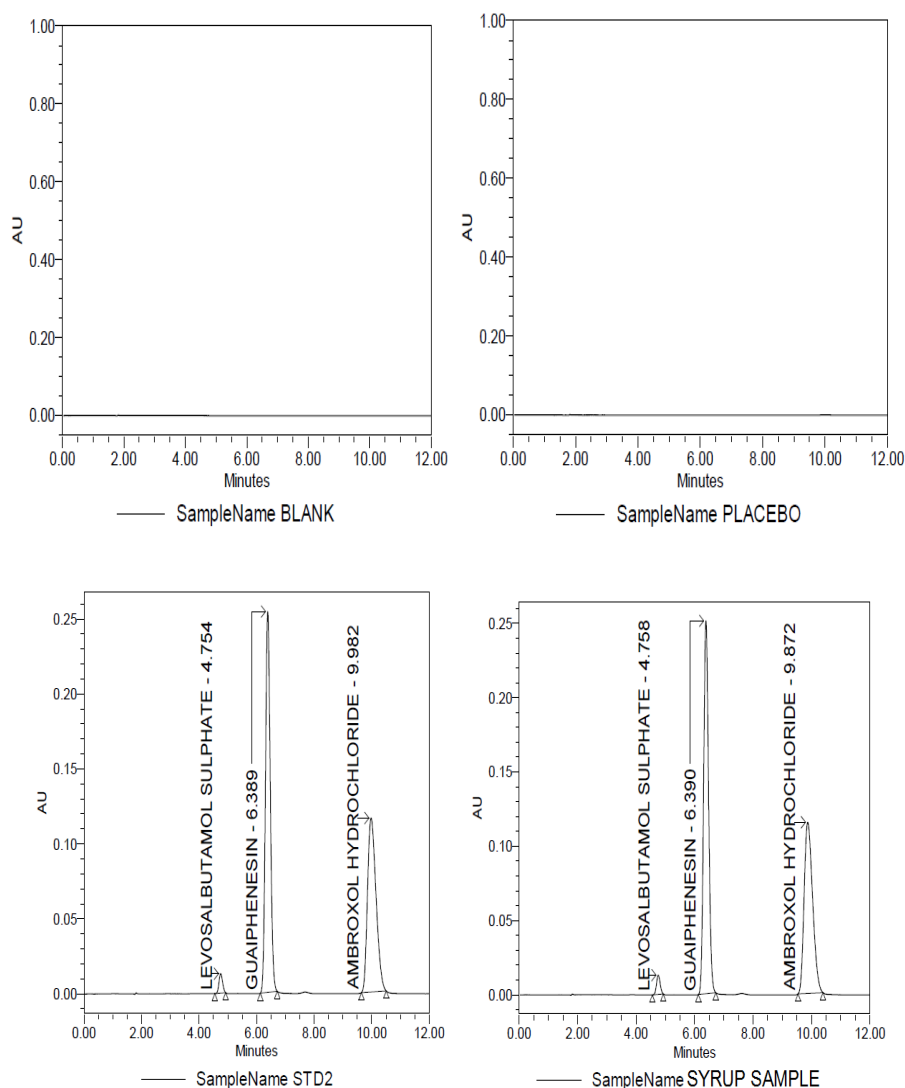 1.00
0.80
0.60
0.40
0.20
0.00
AU
0.00 2.00 4.00 6.00 8.00 10.00 12.00
Minutes
SampleName BLANK
1.00
0.80
0.60
0.40
0.20
0.00
AU
0.00 2.00 4.00 6.00 8.00 10.00 12.00
Minutes
SampleName PLACEBO
0.25
0.20
0.15
0.10
0.05
0.00
AU
LEVOSALBUTAMOL SULPHATE - 4.754
GUAIPHENESIN - 6.389
AMBROXOL HYDROCHLORIDE - 9.982
0.00 2.00 4.00 6.00 8.00 10.00 12.00
Minutes
SampleName STD2
0.25
0.20
0.15
0.10
0.05
0.00
AU
LEVOSALBUTAMOL SULPHATE - 4.758
GUAIPHENESIN - 6.390
AMBROXOL HYDROCHLORIDE - 9.872
0.00 2.00 4.00 6.00 8.00 10.00 12.00
Minutes
SampleName SYRUP SAMPLE